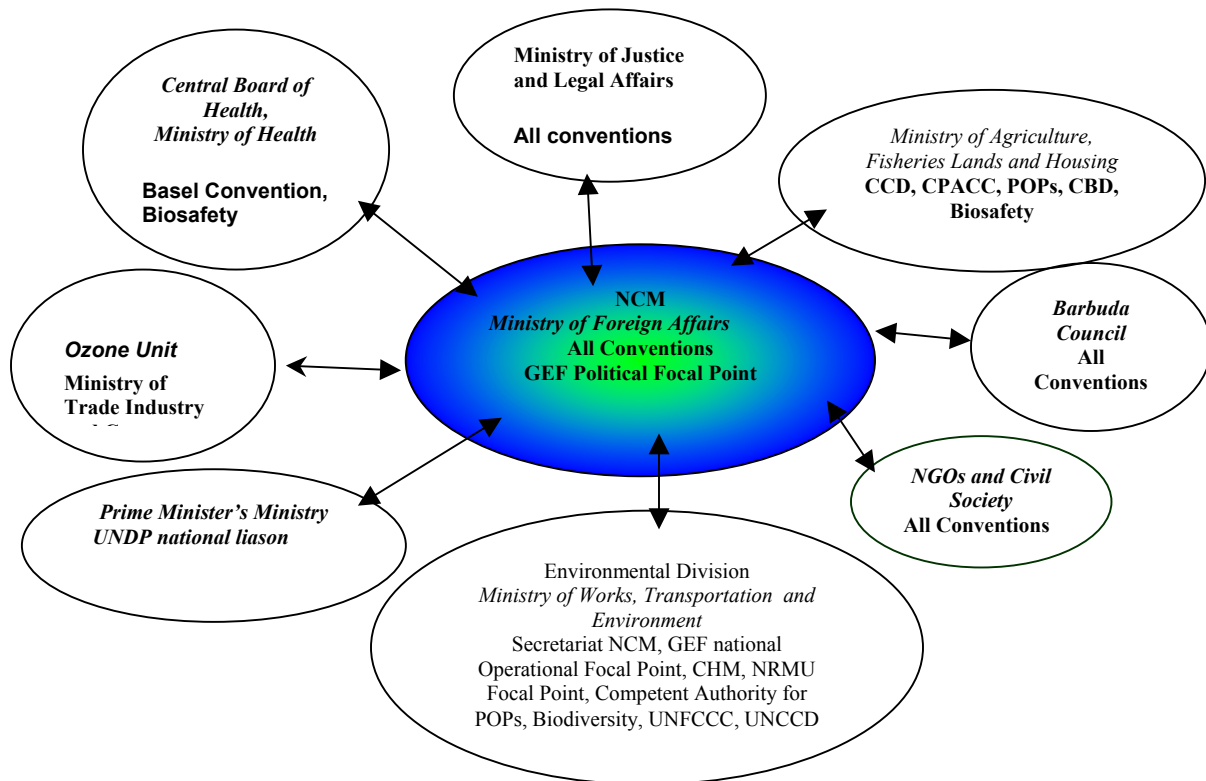 Central Board of
Health,
Ministry of Health
Basel Convention,
Biosafety
Ministry of Justice
and Legal Affairs
All conventions
Ministry of Agriculture,
Fisheries Lands and Housing
CCD, CPACC, POPs, CBD,
Biosafety
NCM
Ministry of Foreign Affairs
All Conventions
GEF Political Focal Point
Barbuda
Council
All
Conventions
Ozone Unit
Ministry of
Trade Industry
NGOs and Civil
Society
All Conventions
Prime Minister’s Ministry
UNDP national liason
Environmental Division
Ministry of Works, Transportation and
Environment
Secretariat NCM, GEF national
Operational Focal Point, CHM, NRMU
Focal Point, Competent Authority for
POPs, Biodiversity, UNFCCC, UNCCD